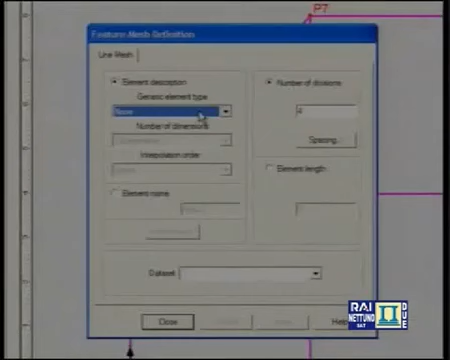 P7
Feature Mesh Definition
Line Mesh
Element description
Number of divisions
Generic element type
None
4
Number of dimensions
Spacing...
Interpolation order
Element length
Element name
Dataset
Close
Help
RAI
NETTUNO
SAT
DUE